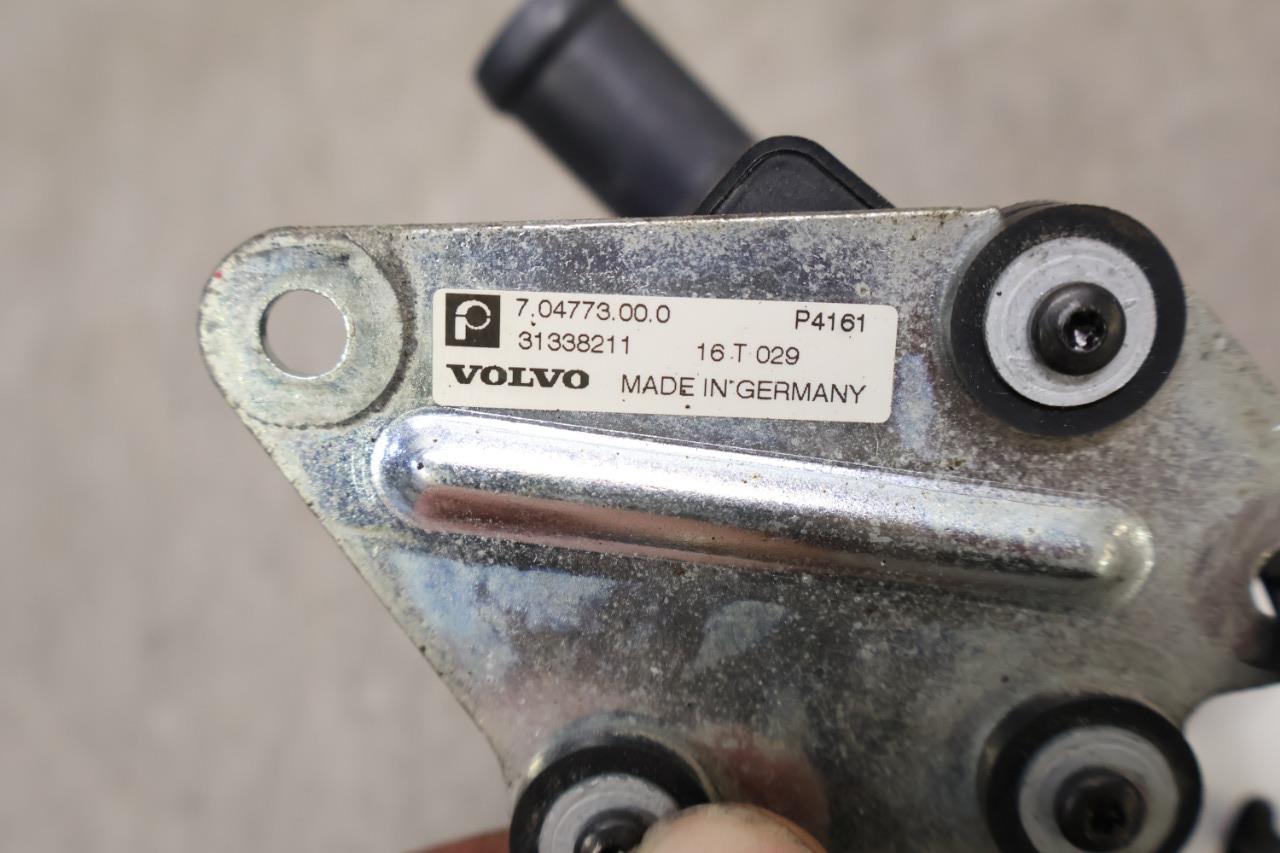 7.04773.00.0 P4161
31338211 16 T 029
VOLVO MADE IN GERMANY